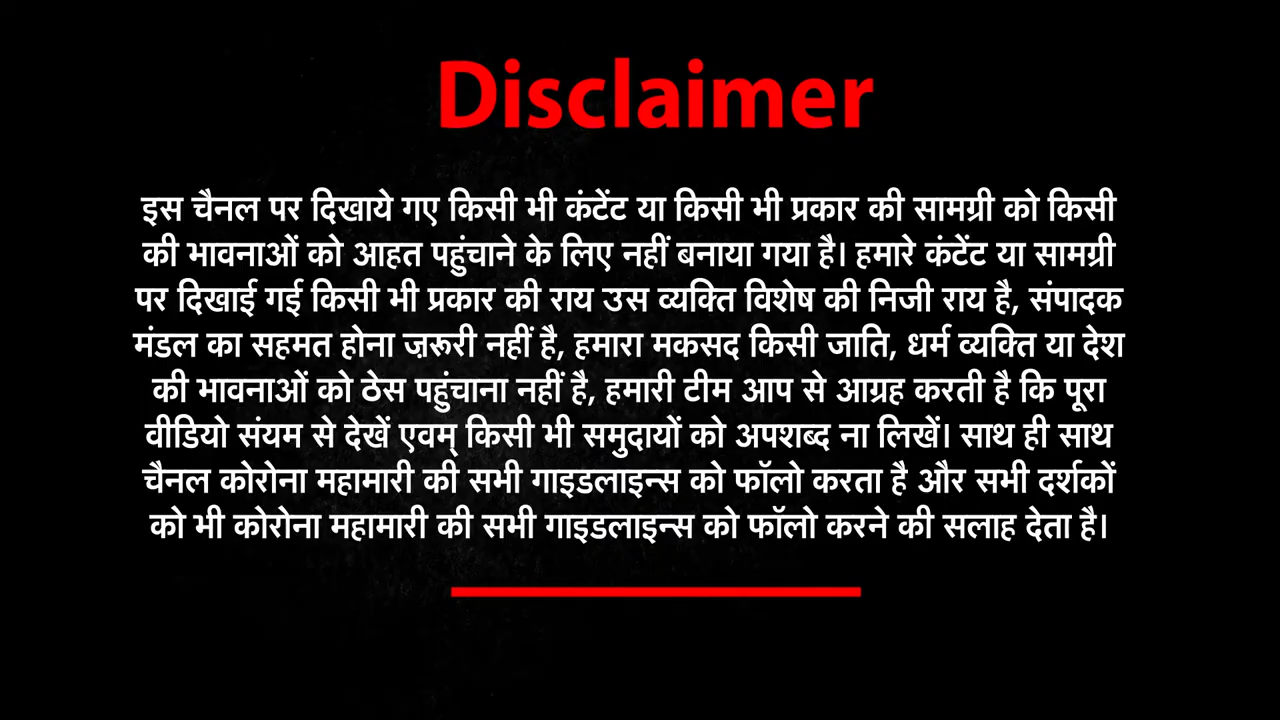 Disclaimer
इस चैनल पर दिखाये गए किसी भी कंटेंट या किसी भी प्रकार की सामग्री को किसी
की भावनाओं को आहत पहुंचाने के लिए नहीं बनाया गया है। हमारे कंटेंट या सामग्री
पर दिखाई गई किसी भी प्रकार की राय उस व्यक्ति विशेष की निजी राय है, संपादक
मंडल का सहमत होना ज़रूरी नहीं है, हमारा मकसद किसी जाति, धर्म व्यक्ति या देश
की भावनाओं को ठेस पहुंचाना नहीं है, हमारी टीम आप से आग्रह करती है कि पूरा
वीडियो संयम से देखें एवम् किसी भी समुदायों को अपशब्द ना लिखें। साथ ही साथ
चैनल कोरोना महामारी की सभी गाइडलाइन्स को फॉलो करता है और सभी दर्शकों
को भी कोरोना महामारी की सभी गाइडलाइन्स को फॉलो करने की सलाह देता है।